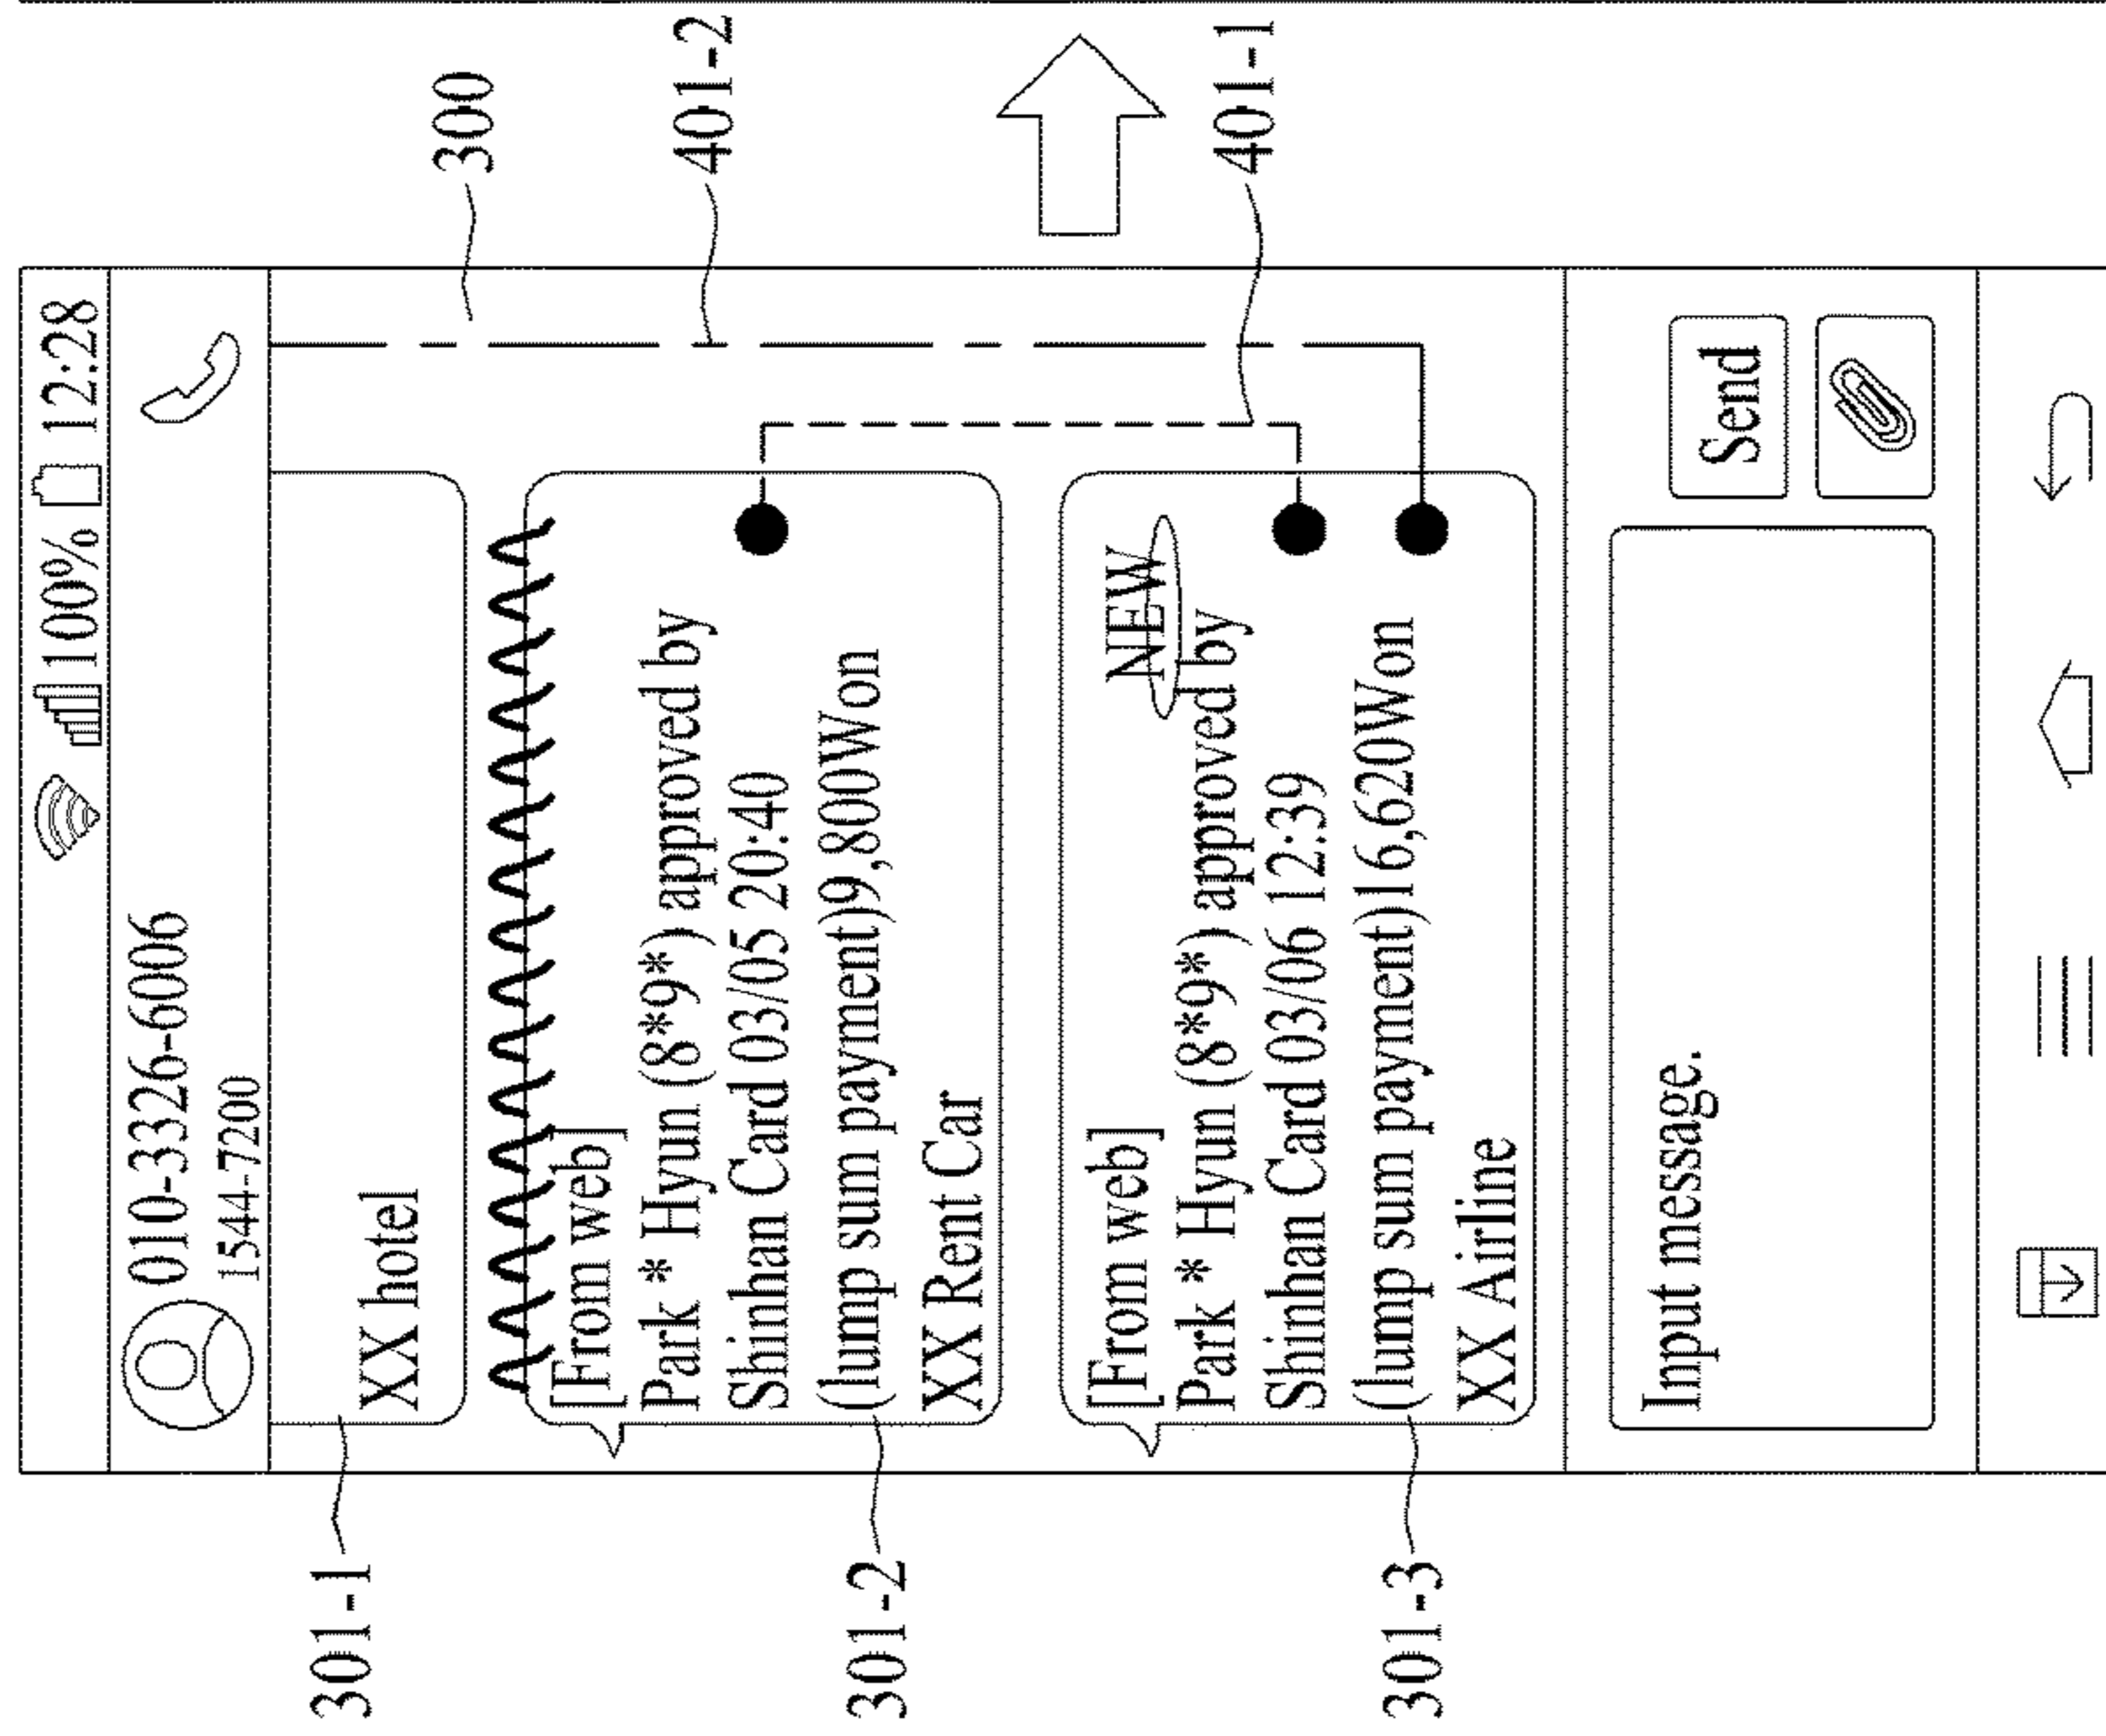 100% 12:28
010-3326-6006
1544-7200
300
XX hotel
301-1
401-2
[From web]
Park * Hyun (8*9*) approved by
Shinhan Card 03/05 20:40
(lump sum payment)9,800Won
XX Rent Car
301-2
401-1
NEW
[From web]
Park * Hyun (8*9*) approved by
Shinhan Card 03/06 12:39
(lump sum payment)16,620Won
XX Airline
301-3
Input message.
Send